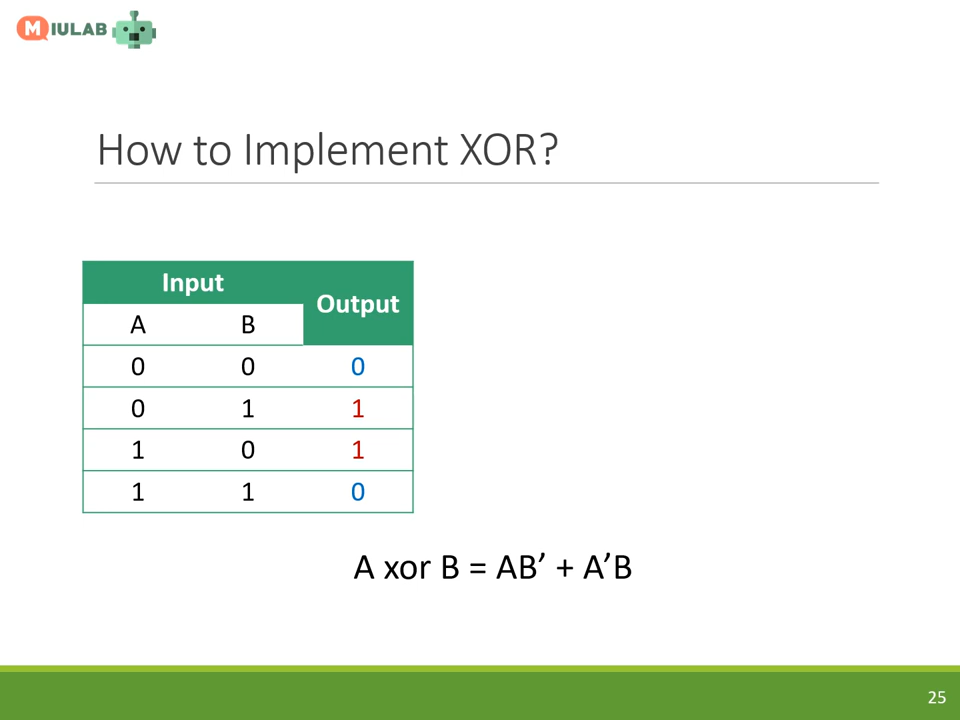 MIULAB
How to Implement XOR?
Input
Output
A B
0 0 0
0 1 1
1 0 1
1 1 0
A xor B = AB’ + A’B
25